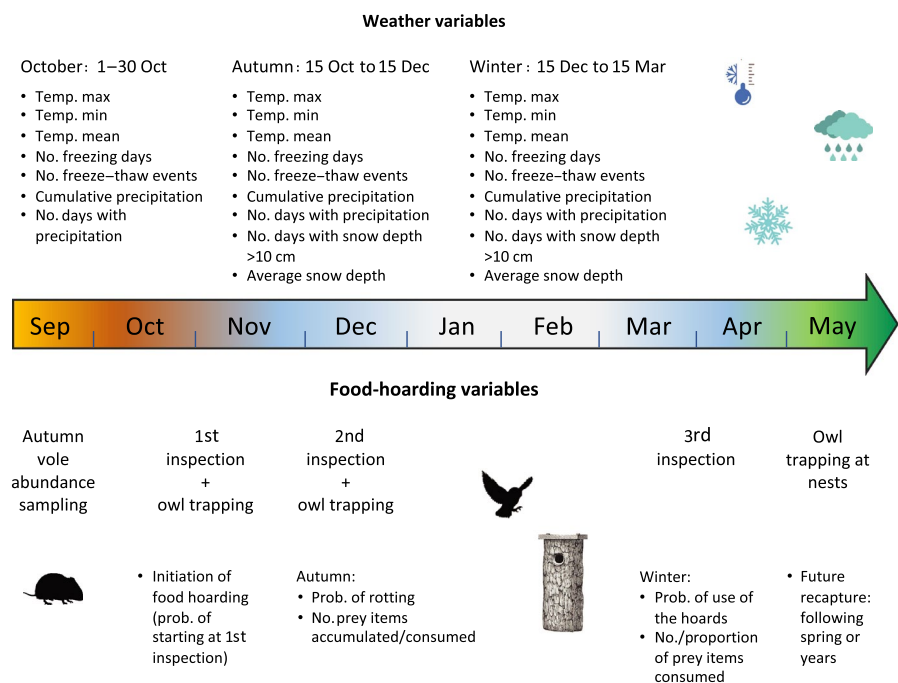 Weather variables
October: 1–30 Oct
• Temp. max
• Temp. min
• Temp. mean
• No. freezing days
• No. freeze–thaw events
• Cumulative precipitation
• No. days with
precipitation
Autumn: 15 Oct to 15 Dec
• Temp. max
• Temp. min
• Temp. mean
• No. freezing days
• No. freeze–thaw events
• Cumulative precipitation
• No. days with precipitation
• No. days with snow depth
>10 cm
• Average snow depth
Winter: 15 Dec to 15 Mar
• Temp. max
• Temp. min
• Temp. mean
• No. freezing days
• No. freeze–thaw events
• Cumulative precipitation
• No. days with precipitation
• No. days with snow depth
>10 cm
• Average snow depth
Sep Oct Nov Dec Jan Feb Mar Apr May
Food-hoarding variables
Autumn
vole
abundance
sampling
1st
inspection
+
owl trapping
2nd
inspection
+
owl trapping
3rd
inspection
Owl
trapping at
nests
• Initiation of
food hoarding
(prob. of
starting at 1st
inspection)
Autumn:
• Prob. of rotting
• No.prey items
accumulated/consumed
Winter:
• Prob. of use of
the hoards
• No./proportion
of prey items
consumed
• Future
recapture:
following
spring or
years